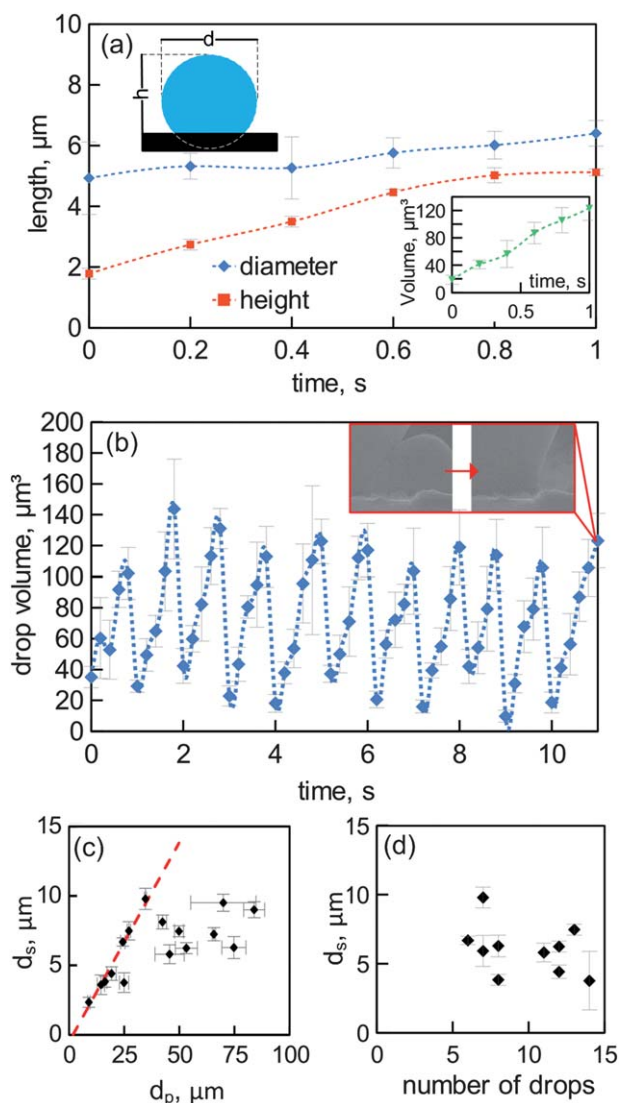 (a)
d
h
length, µm
10
8
6
4
2
0
diameter
height
Volume, µm³
120
80
40
0
0
0.5
1
time, s
0
0.2
0.4
0.6
0.8
1
time, s
(b)
drop volume, µm³
200
180
160
140
120
100
80
60
40
20
0
0
2
4
6
8
10
time, s
(c)
dₛ, µm
15
10
5
0
0
25
50
75
100
dₚ, µm
(d)
dₛ, µm
15
10
5
0
0
5
10
15
number of drops